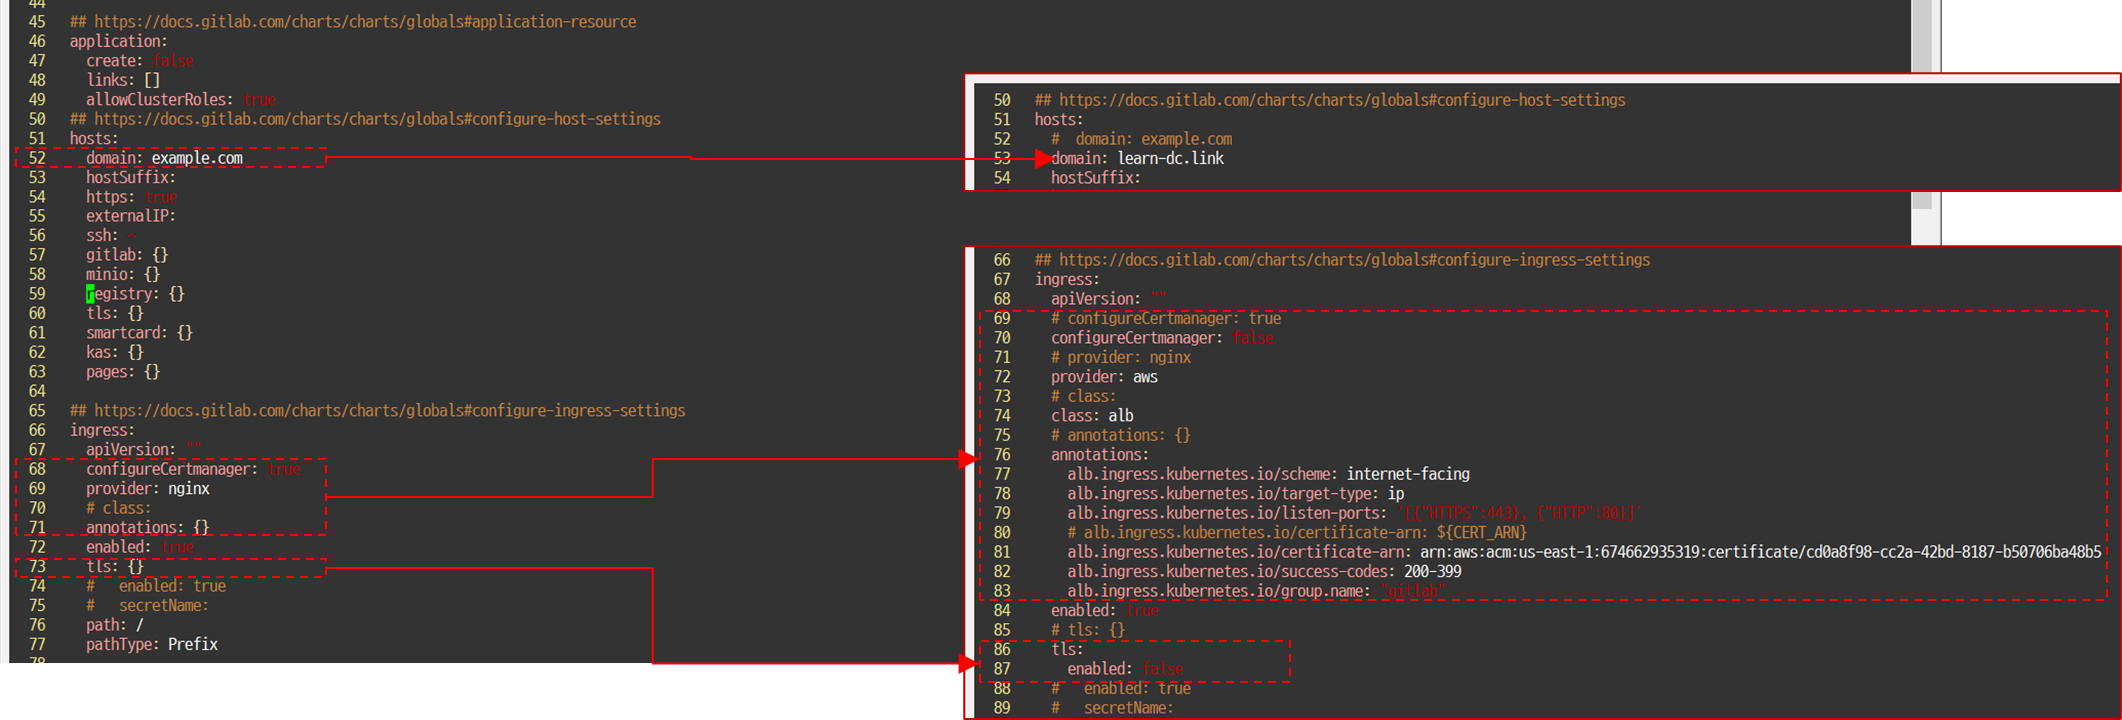 44
45 ## https://docs.gitlab.com/charts/charts/globals#application-resource
46 application:
47 create: false
48 links: []
49 allowClusterRoles: true
50 ## https://docs.gitlab.com/charts/charts/globals#configure-host-settings
51 hosts:
52 domain: example.com
53 hostSuffix:
54 https: true
55 externalIP:
56 ssh: ~
57 gitlab: {}
58 minio: {}
59 registry: {}
60 tls: {}
61 smartcard: {}
62 kas: {}
63 pages: {}
64
65 ## https://docs.gitlab.com/charts/charts/globals#configure-ingress-settings
66 ingress:
67 apiVersion: ""
68 configureCertmanager: true
69 provider: nginx
70 # class:
71 annotations: {}
72 enabled: true
73 tls: {}
74 #   enabled: true
75 #   secretName:
76 path: /
77 pathType: Prefix
78
50 ## https://docs.gitlab.com/charts/charts/globals#configure-host-settings
51 hosts:
52 #  domain: example.com
53 domain: learn-dc.link
54 hostSuffix:
66 ## https://docs.gitlab.com/charts/charts/globals#configure-ingress-settings
67 ingress:
68 apiVersion: ""
69 # configureCertmanager: true
70 configureCertmanager: false
71 # provider: nginx
72 provider: aws
73 # class:
74 class: alb
75 # annotations: {}
76 annotations:
77 alb.ingress.kubernetes.io/scheme: internet-facing
78 alb.ingress.kubernetes.io/target-type: ip
79 alb.ingress.kubernetes.io/listen-ports: '[{"HTTPS":443}, {"HTTP":80}]'
80 # alb.ingress.kubernetes.io/certificate-arn: ${CERT_ARN}
81 alb.ingress.kubernetes.io/certificate-arn: arn:aws:acm:us-east-1:674662935319:certificate/cd0a8f98-cc2a-42bd-8187-b50706ba48b5
82 alb.ingress.kubernetes.io/success-codes: 200-399
83 alb.ingress.kubernetes.io/group.name: "gitlab"
84 enabled: true
85 # tls: {}
86 tls:
87 enabled: false
88 #   enabled: true
89 #   secretName: